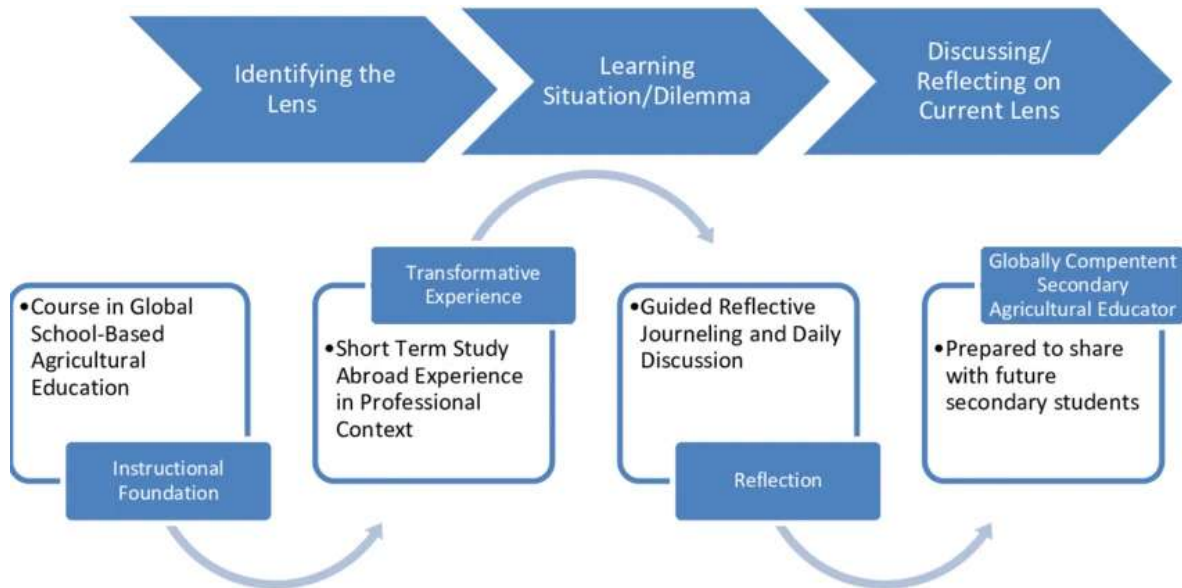 Identifying the
Lens
Learning
Situation/Dilemma
Discussing/
Reflecting on
Current Lens
•Course in Global
School-Based
Agricultural
Education
Instructional
Foundation
Transformative
Experience
•Short Term Study
Abroad Experience
in Professional
Context
•Guided Reflective
Journeling and Daily
Discussion
Reflection
Globally Compentent
Secondary
Agricultural Educator
•Prepared to share
with future
secondary students